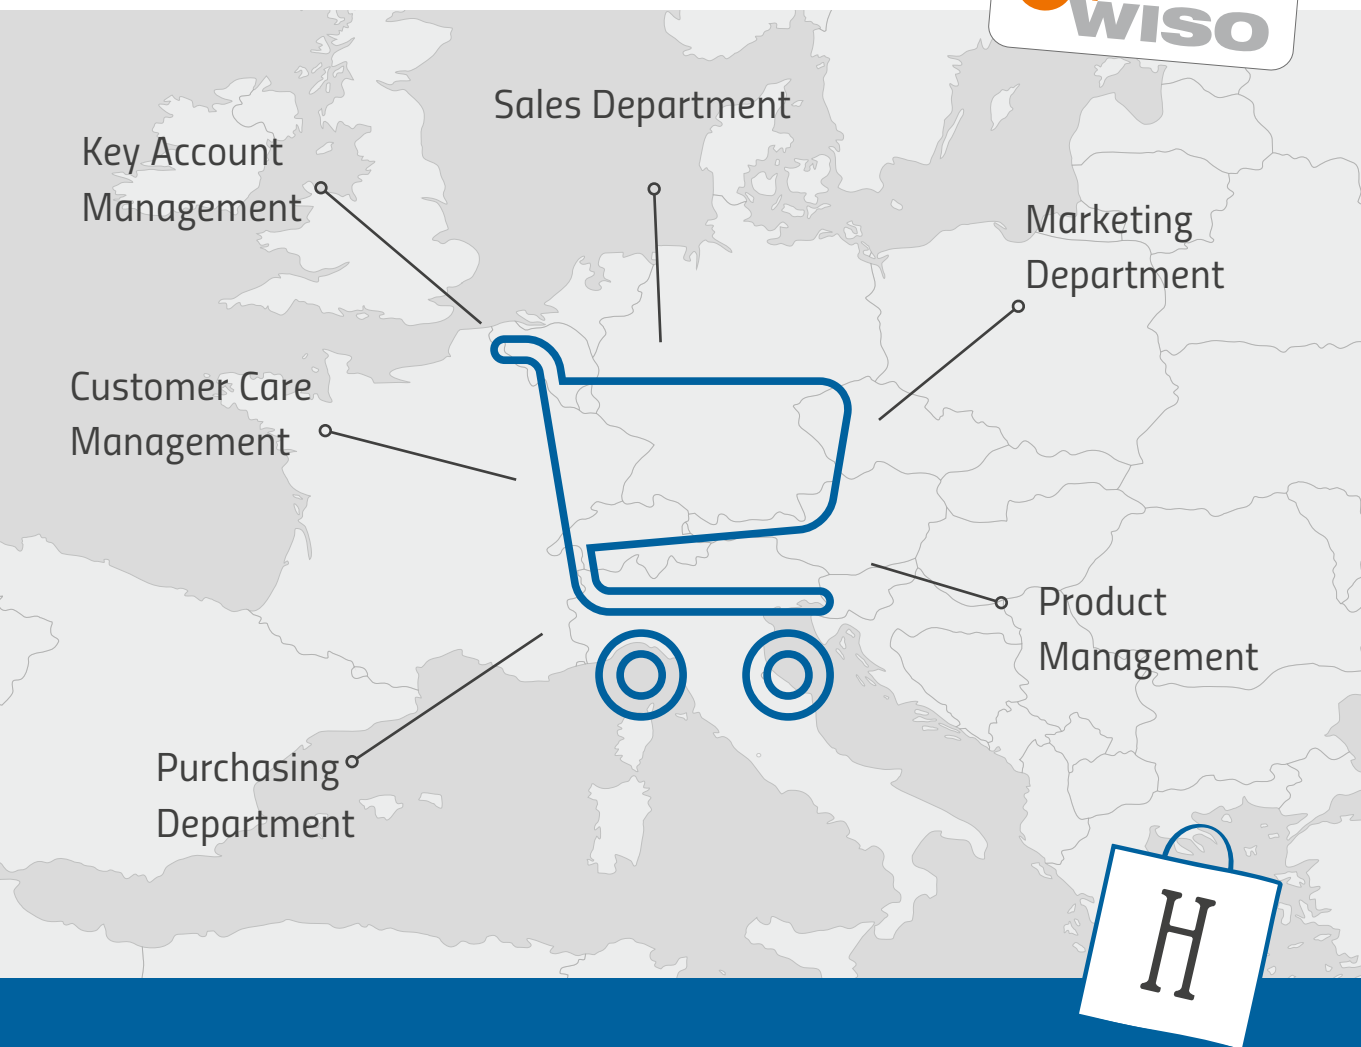 WISO
Sales Department
Key Account
Management
Marketing
Department
Customer Care
Management
Product
Management
Purchasing
Department
H